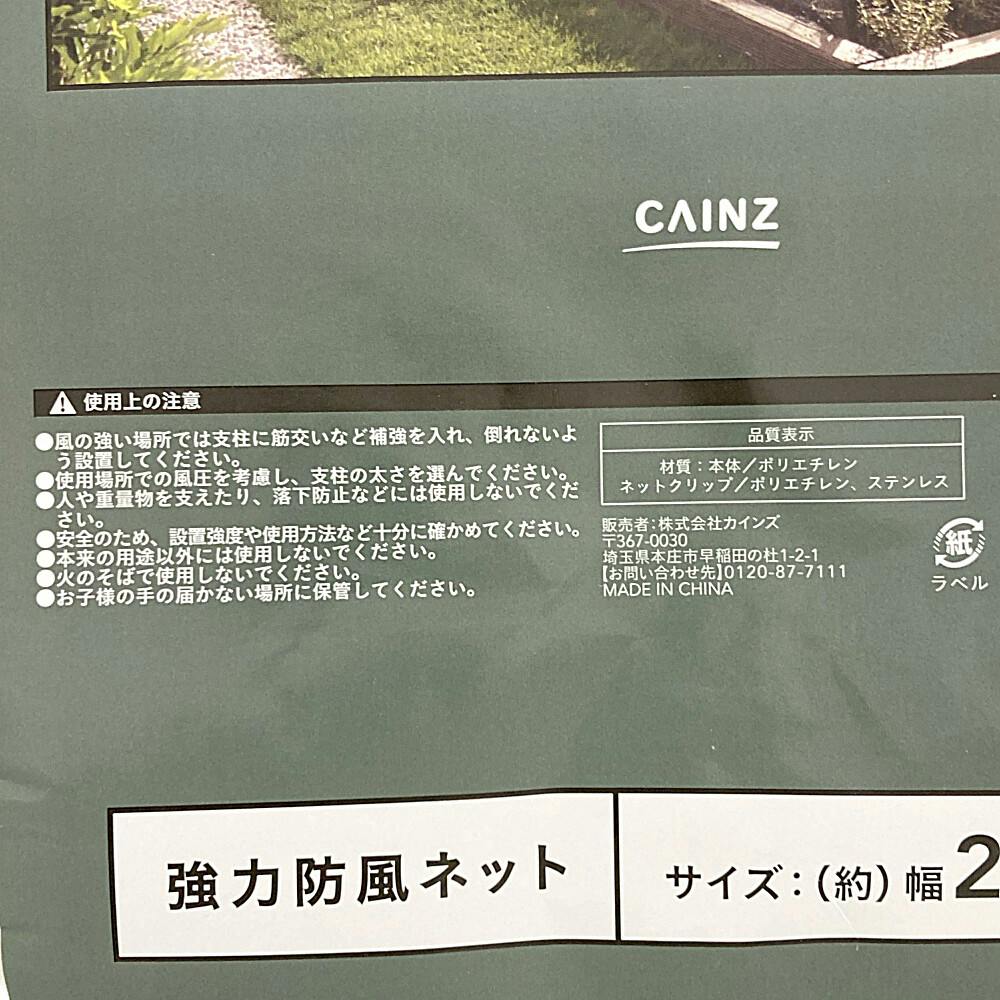 CAINZ
使用上の注意
●風の強い場所では支柱に筋交いなど補強を入れ、倒れないよ
う設置してください。
●使用場所での風圧を考慮し、支柱の太さを選んでください。
●人や重量物を支えたり、落下防止などには使用しないでくだ
さい。
●安全のため、設置強度や使用方法など十分に確かめてください。
●本来の用途以外には使用しないでください。
●火のそばで使用しないでください。
●お子様の手の届かない場所に保管してください。
品質表示
材質：本体／ポリエチレン
ネットクリップ／ポリエチレン、ステンレス
販売者：株式会社カインズ
〒367-0030
埼玉県本庄市早稲田の杜1-2-1
【お問い合わせ先】0120-87-7111
MADE IN CHINA
紙
ラベル
強力防風ネット
サイズ：（約）幅2